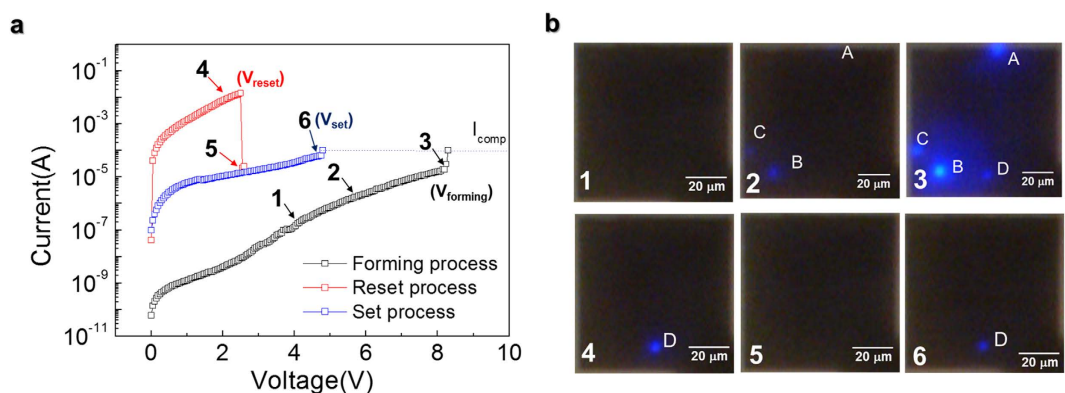 a
Current(A)
10⁻¹
10⁻³
10⁻⁵
10⁻⁷
10⁻⁹
10⁻¹¹
4
(V_reset)
6 (V_set)
3
I_comp
5
2
1
(V_forming)
Forming process
Reset process
Set process
0 2 4 6 8 10
Voltage(V)
b
1
20 μm
A
C
B
2
20 μm
A
C
B D
3
20 μm
D
4
20 μm
5
20 μm
D
6
20 μm